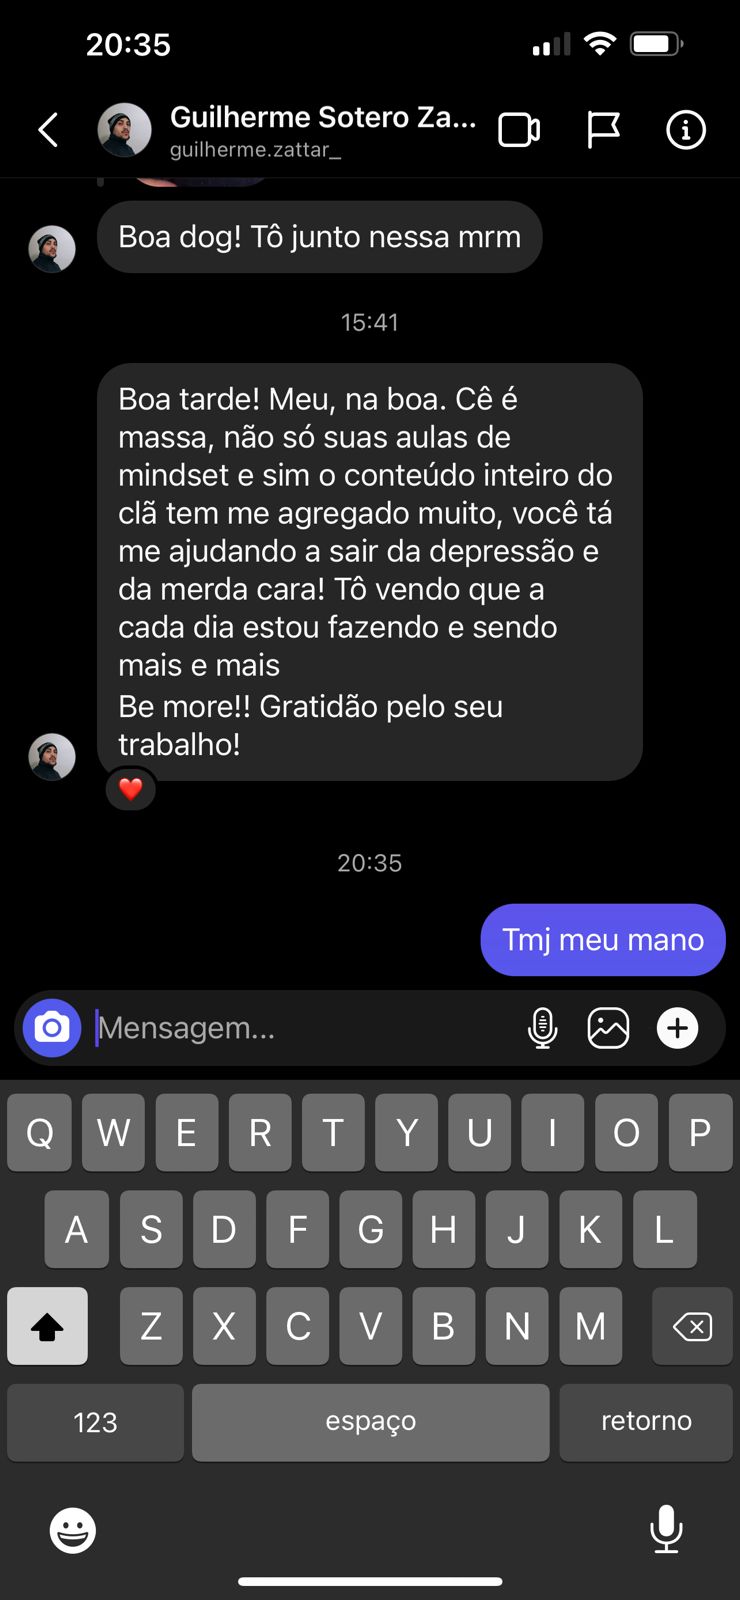 20:35
Guilherme Sotero Za...
guilherme.zattar_
Boa dog! Tô junto nessa mrm
15:41
Boa tarde! Meu, na boa. Cê é
massa, não só suas aulas de
mindset e sim o conteúdo inteiro do
clã tem me agregado muito, você tá
me ajudando a sair da depressão e
da merda cara! Tô vendo que a
cada dia estou fazendo e sendo
mais e mais
Be more!! Gratidão pelo seu
trabalho!
20:35
Tmj meu mano
Mensagem...
Q W E R T Y U I O P
A S D F G H J K L
Z X C V B N M
123 espaço retorno